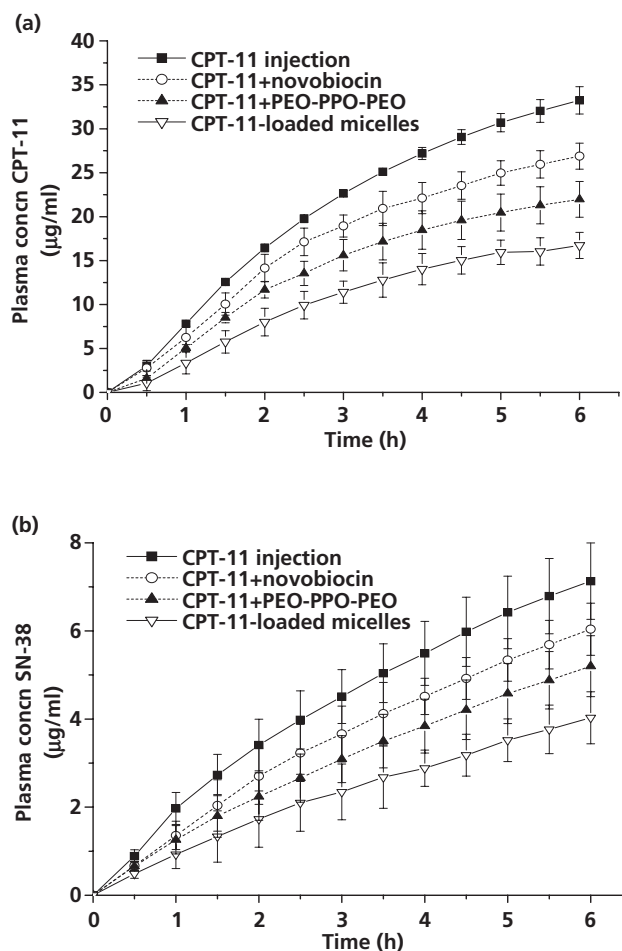 (a)
40
35
30
25
20
15
10
5
0
Plasma concn CPT-11
(μg/ml)
CPT-11 injection
CPT-11+novobiocin
CPT-11+PEO-PPO-PEO
CPT-11-loaded micelles
0 1 2 3 4 5 6
Time (h)
(b)
8
6
4
2
0
Plasma concn SN-38
(μg/ml)
CPT-11 injection
CPT-11+novobiocin
CPT-11+PEO-PPO-PEO
CPT-11-loaded micelles
0 1 2 3 4 5 6
Time (h)